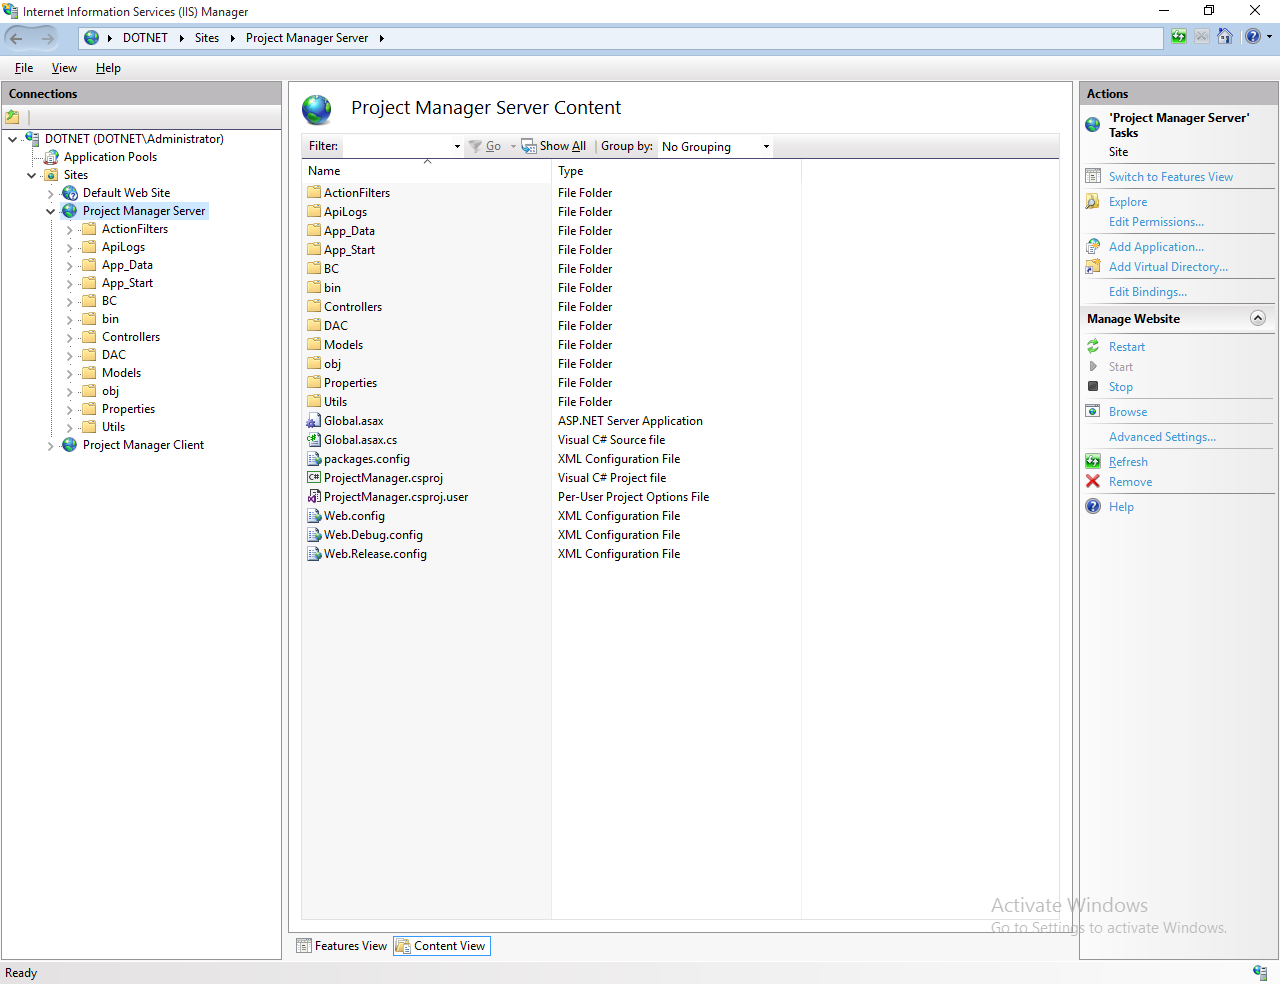 Internet Information Services (IIS) Manager
DOTNET
Sites
Project Manager Server
File View Help
Connections
DOTNET (DOTNET\Administrator)
Application Pools
Sites
Default Web Site
Project Manager Server
ActionFilters
ApiLogs
App_Data
App_Start
BC
bin
Controllers
DAC
Models
obj
Properties
Utils
Project Manager Client
Project Manager Server Content
Filter: Go Show All Group by: No Grouping
Name Type
ActionFilters File Folder
ApiLogs File Folder
App_Data File Folder
App_Start File Folder
BC File Folder
bin File Folder
Controllers File Folder
DAC File Folder
Models File Folder
obj File Folder
Properties File Folder
Utils File Folder
Global.asax ASP.NET Server Application
Global.asax.cs Visual C# Source file
packages.config XML Configuration File
ProjectManager.csproj Visual C# Project file
ProjectManager.csproj.user Per-User Project Options File
Web.config XML Configuration File
Web.Debug.config XML Configuration File
Web.Release.config XML Configuration File
Features View Content View
Actions
'Project Manager Server'
Tasks
Site
Switch to Features View
Explore
Edit Permissions...
Add Application...
Add Virtual Directory...
Edit Bindings...
Manage Website
Restart
Start
Stop
Browse
Advanced Settings...
Refresh
Remove
Help
Activate Windows
Go to Settings to activate Windows.
Ready